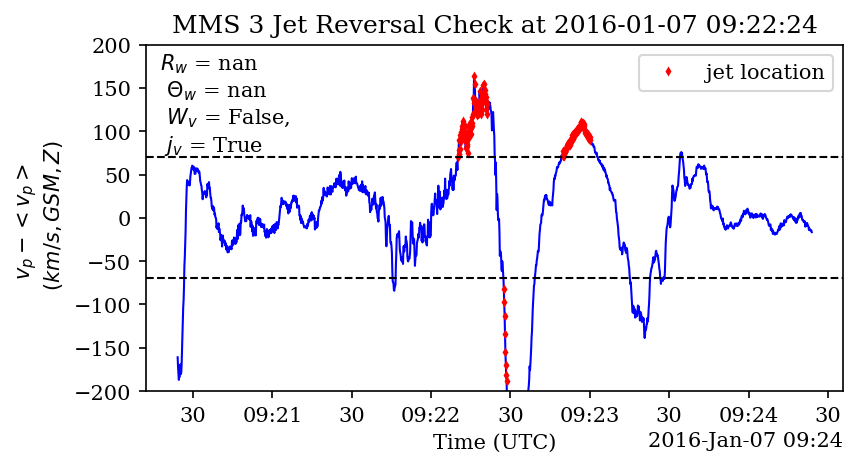 MMS 3 Jet Reversal Check at 2016-01-07 09:22:24
R_w = nan
Θ_w = nan
W_v = False,
j_v = True
jet location
200
150
100
50
0
−50
−100
−150
−200
v_p − < v_p >
(km/s, GSM, Z)
30 09:21 30 09:22 30 09:23 30 09:24 30
Time (UTC)
2016-Jan-07 09:24